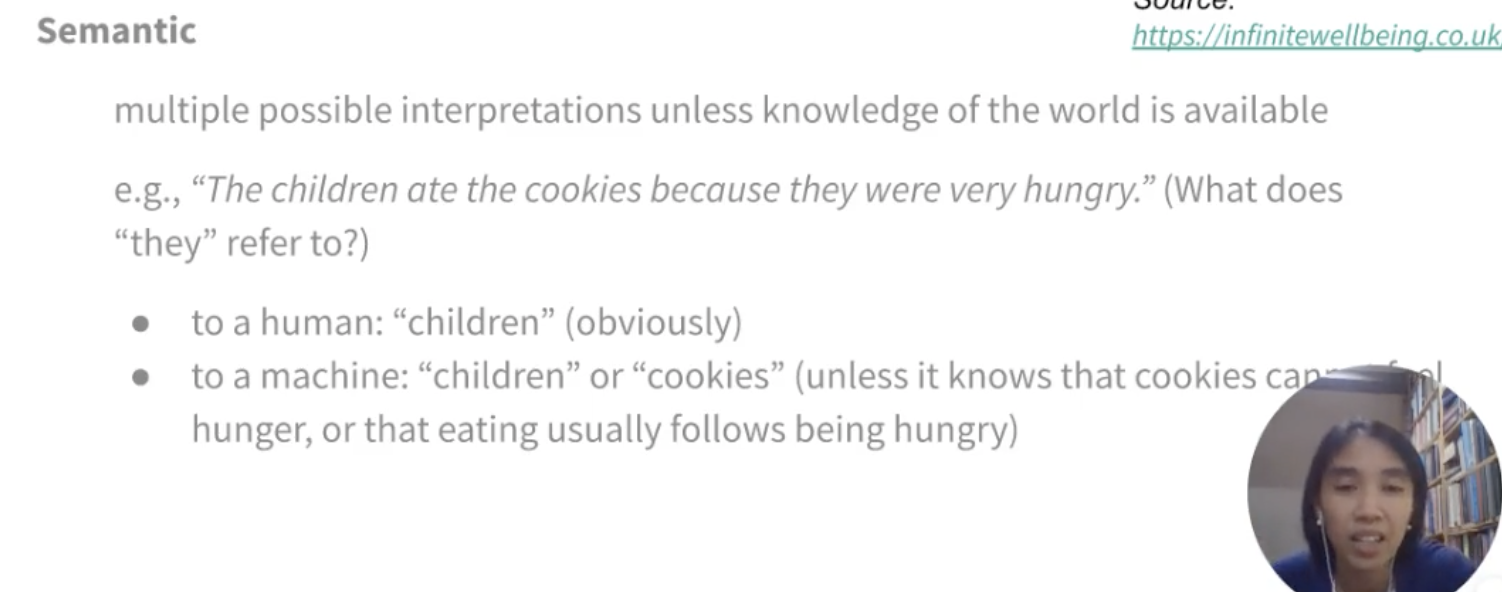 Semantic
Source:
https://infinitewellbeing.co.uk
multiple possible interpretations unless knowledge of the world is available
e.g., “The children ate the cookies because they were very hungry.” (What does
“they” refer to?)
● to a human: “children” (obviously)
● to a machine: “children” or “cookies” (unless it knows that cookies
hunger, or that eating usually follows being hungry)